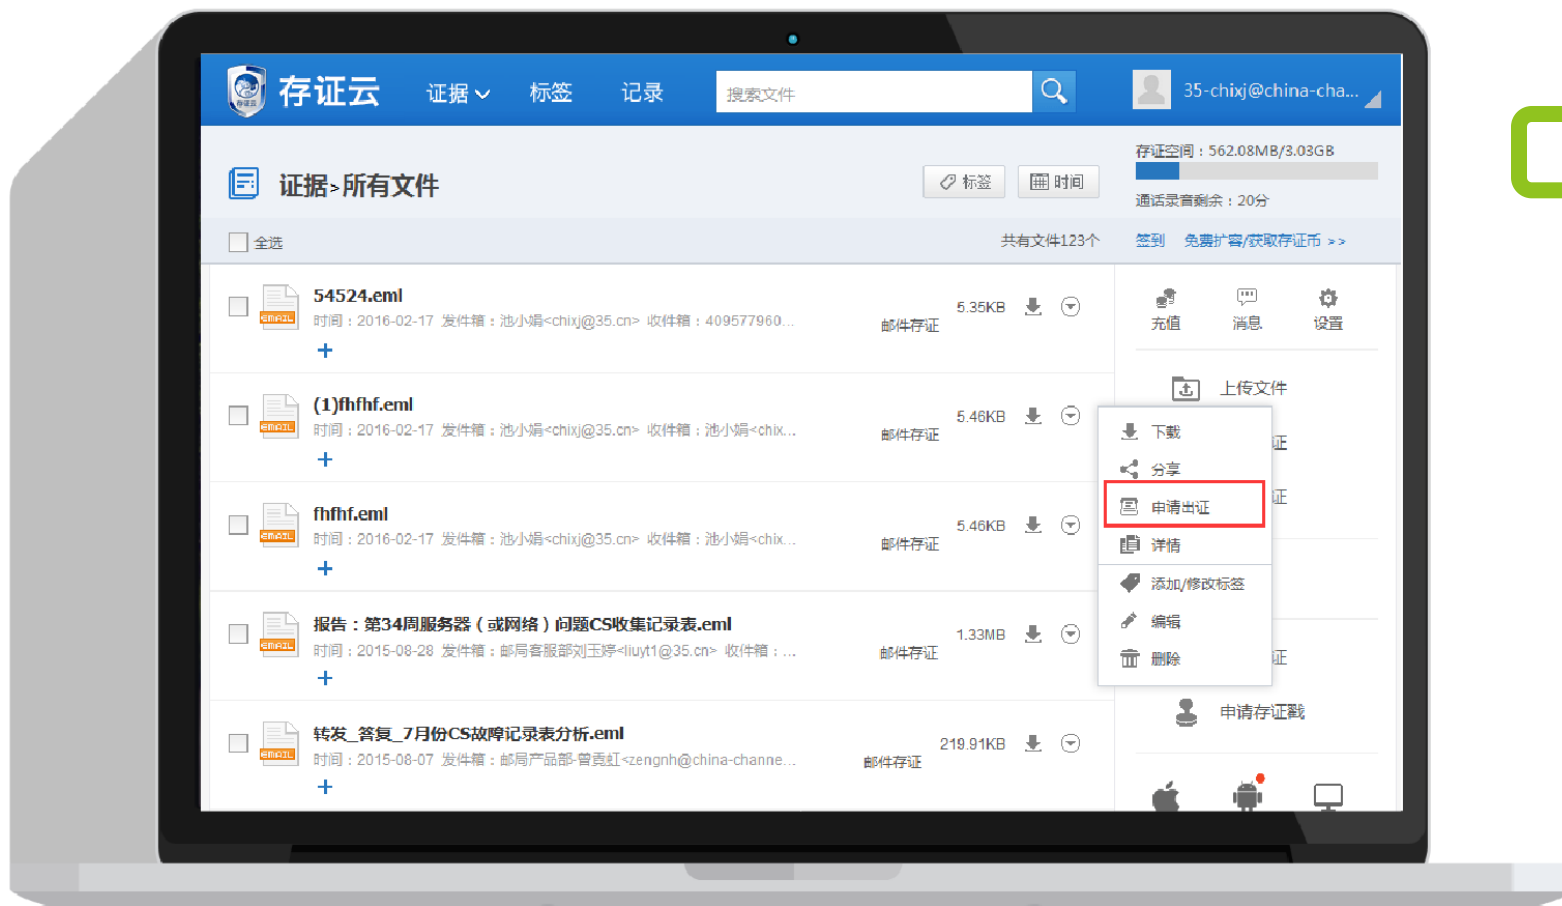 存证云
证据 标签 记录 搜索文件 35-chixj@china-cha...
证据>所有文件 标签 时间
存证空间：562.08MB/3.03GB
通话录音剩余：20分
全选 共有文件123个 签到 免费扩容/获取存证币 >>
54524.eml
时间：2016-02-17 发件箱：池小娟<chixj@35.cn> 收件箱：409577960...
邮件存证 5.35KB
充值 消息 设置
上传文件
(1)fhfhf.eml
时间：2016-02-17 发件箱：池小娟<chixj@35.cn> 收件箱：池小娟<chix...
邮件存证 5.46KB
fhfhf.eml
时间：2016-02-17 发件箱：池小娟<chixj@35.cn> 收件箱：池小娟<chix...
邮件存证 5.46KB
下载
分享
申请出证
详情
添加/修改标签
编辑
删除
证
证
证
报告：第34周服务器（或网络）问题CS收集记录表.eml
时间：2015-08-28 发件箱：邮局客服部刘玉婷<liuyt1@35.cn> 收件箱：...
邮件存证 1.33MB
申请存证戳
转发_答复_7月份CS故障记录表分析.eml
时间：2015-08-07 发件箱：邮局产品部-曾<zengnh@china-channe...
邮件存证 219.91KB
EMAIL
EMAIL
EMAIL
EMAIL
EMAIL